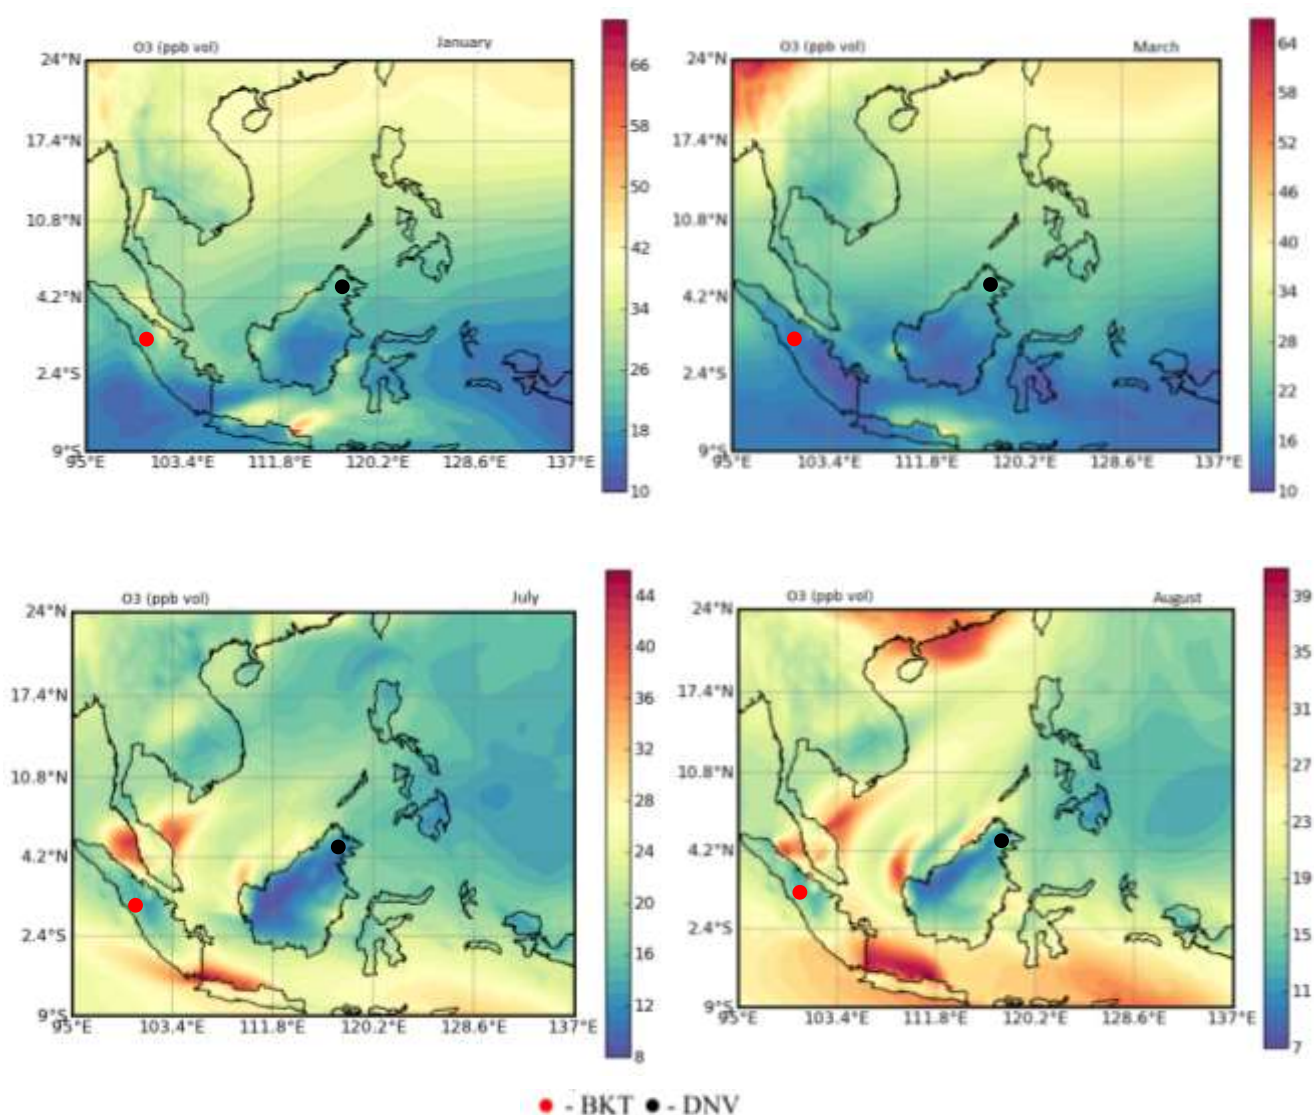 O3 (ppb vol) January
24°N
17.4°N
10.8°N
4.2°N
2.4°S
9°S
95°E 103.4°E 111.8°E 120.2°E 128.6°E 137°E
66
58
50
42
34
26
18
10
O3 (ppb vol) March
24°N
17.4°N
10.8°N
4.2°N
2.4°S
9°S
95°E 103.4°E 111.8°E 120.2°E 128.6°E 137°E
64
58
52
46
40
34
28
22
16
10
O3 (ppb vol) July
24°N
17.4°N
10.8°N
4.2°N
2.4°S
9°S
95°E 103.4°E 111.8°E 120.2°E 128.6°E 137°E
44
40
36
32
28
24
20
16
12
8
O3 (ppb vol) August
24°N
17.4°N
10.8°N
4.2°N
2.4°S
9°S
95°E 103.4°E 111.8°E 120.2°E 128.6°E 137°E
39
35
31
27
23
19
15
11
7
- BKT - DNV